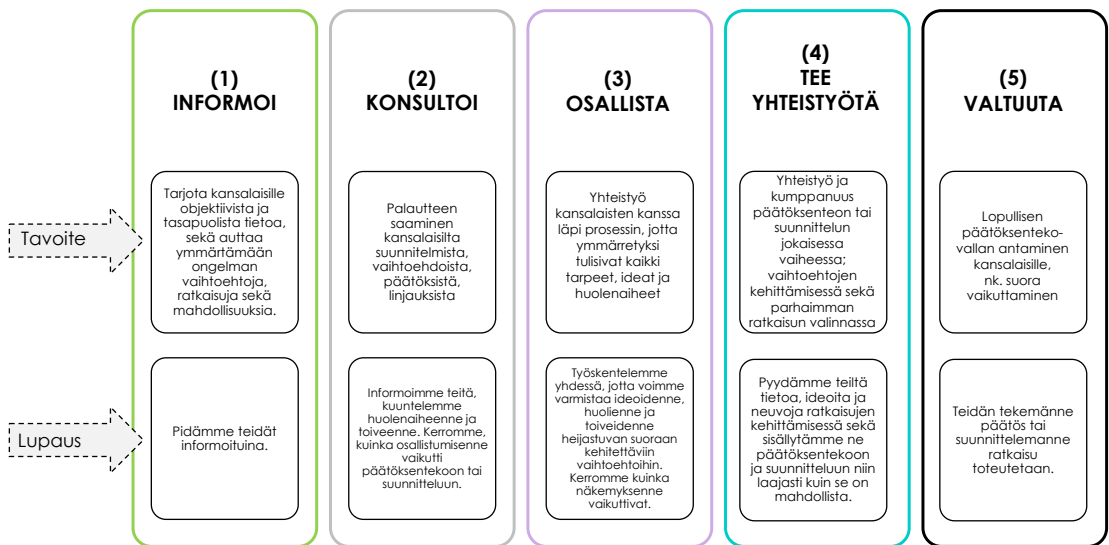 (1)
INFORMOI
(2)
KONSULTOI
(3)
OSALLISTA
(4)
TEE
YHTEISTYÖTÄ
(5)
VALTUUTA
Tavoite
Tarjota kansalaisille
objektiivista ja
tasapuolista tietoa,
sekä auttaa
ymmärtämään
ongelman
vaihtoehtoja,
ratkaisuja sekä
mahdollisuuksia.
Palautteen
saaminen
kansalaisilta
suunnitelmista,
vaihtoehdoista,
päätöksistä,
linjauksista
Yhteistyö
kansalaisten kanssa
läpi prosessin, jotta
ymmärretyksi
tulisivat kaikki
tarpeet, ideat ja
huolenaiheet
Yhteistyö ja
kumppanuus
päätöksenteon tai
suunnittelun
jokaisessa
vaiheessa;
vaihtoehtojen
kehittämisessä sekä
parhaimman
ratkaisun valinnassa
Lopullisen
päätöksenteko-
vallan antaminen
kansalaisille,
nk. suora
vaikuttaminen
Lupaus
Pidämme teidät
informoituina.
Informoimme teitä,
kuuntelemme
huolenaiheenne ja
toiveenne. Kerromme,
kuinka osallistumisenne
vaikutti
päätöksentekoon tai
suunnitteluun.
Työskentelemme
yhdessä, jotta voimme
varmistaa ideoidenne,
huolienne ja
toiveidenne
heijastuvan suoraan
kehitettäviin
vaihtoehtoihin.
Kerromme kuinka
näkemyksenne
vaikuttivat.
Pyydämme teiltä
tietoa, ideoita ja
neuvoja ratkaisujen
kehittämisessä sekä
sisällytämme ne
päätöksentekoon
ja suunnitteluun niin
laajasti kuin se on
mahdollista.
Teidän tekemänne
päätös tai
suunnittelemanne
ratkaisu
toteutetaan.